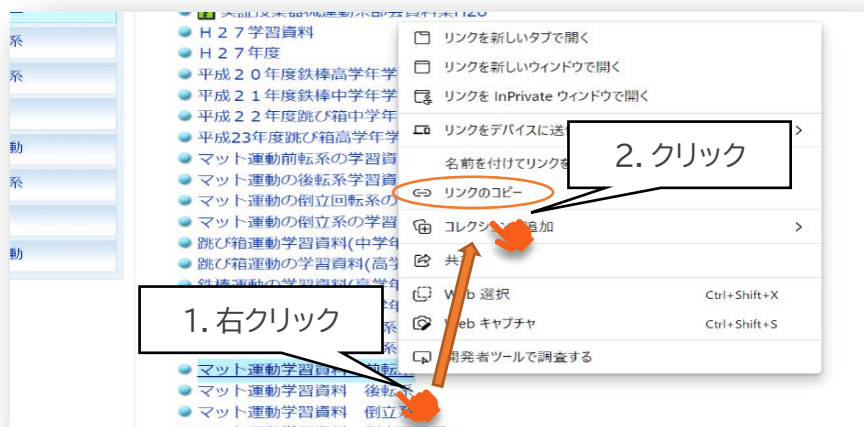 系
系
動
系
動
H27学習資料
H27年度
平成20年度鉄棒高学年学
平成21年度鉄棒中学年学
平成22年度跳び箱中学年
平成23年度跳び箱高学年学
マット運動前転系の学習資
マット運動の後転系学習資
マット運動の倒立回転系の
マット運動の倒立系の学習
跳び箱運動学習資料(中学年
跳び箱運動の学習資料(高学
マット運動学習資料 前転系
マット運動学習資料 後転系
マット運動学習資料 倒立系
リンクを新しいタブで開く
リンクを新しいウィンドウで開く
リンクを InPrivate ウィンドウで開く
リンクをデバイスに送
名前を付けてリンクを
リンクのコピー
コレクション 追加
共
Web 選択 Ctrl+Shift+X
Web キャプチャ Ctrl+Shift+S
開発者ツールで調査する
1. 右クリック
2. クリック